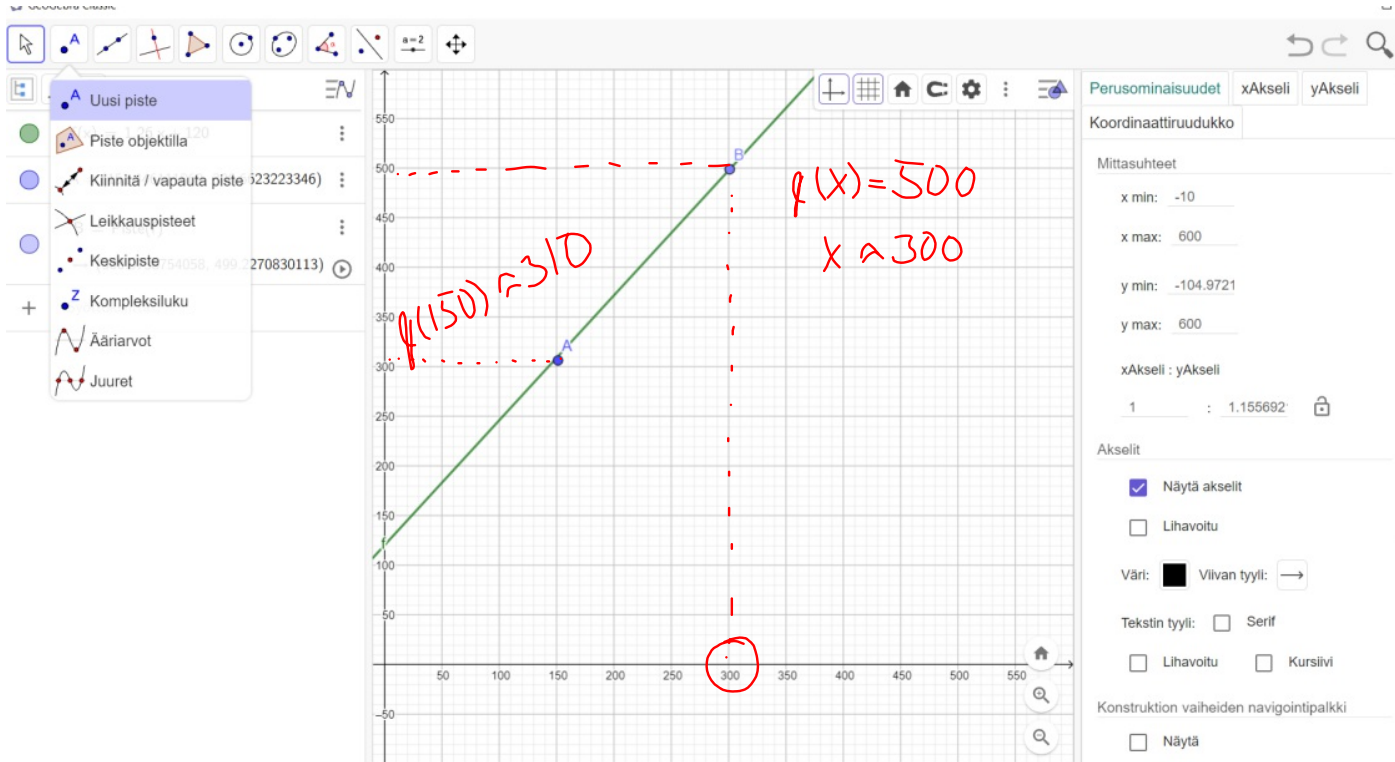 GeoGebra Classic
a=2
Uusi piste
Piste objektilla
Kiinnitä / vapauta piste
Leikkauspisteet
Keskipiste
Kompleksiluku
Ääriarvot
Juuret
120
523223346)
754058, 499.2270830113)
550
500
450
400
350
300
250
200
150
100
50
-50
50 100 150 200 250 300 350 400 450 500 550
f
A
B
f(150) ≈ 310
f(x) = 500
x ≈ 300
Perusominaisuudet xAkseli yAkseli
Koordinaattiruudukko
Mittasuhteet
x min: -10
x max: 600
y min: -104.9721
y max: 600
xAkseli : yAkseli
1 : 1.155692
Akselit
Näytä akselit
Lihavoitu
Väri: Viivan tyyli:
Tekstin tyyli: Serif
Lihavoitu Kursiivi
Konstruktion vaiheiden navigointipalkki
Näytä